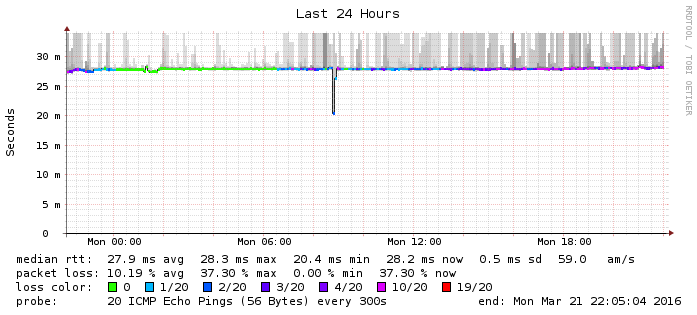 Last 24 Hours
RRDTOOL / TOBI OETIKER
Seconds
30 m
25 m
20 m
15 m
10 m
5 m
0
Mon 00:00 Mon 06:00 Mon 12:00 Mon 18:00
median rtt: 27.9 ms avg 28.3 ms max 20.4 ms min 28.2 ms now 0.5 ms sd 59.0 am/s
packet loss: 10.19 % avg 37.30 % max 0.00 % min 37.30 % now
loss color: 0 1/20 2/20 3/20 4/20 10/20 19/20
probe: 20 ICMP Echo Pings (56 Bytes) every 300s end: Mon Mar 21 22:05:04 2016